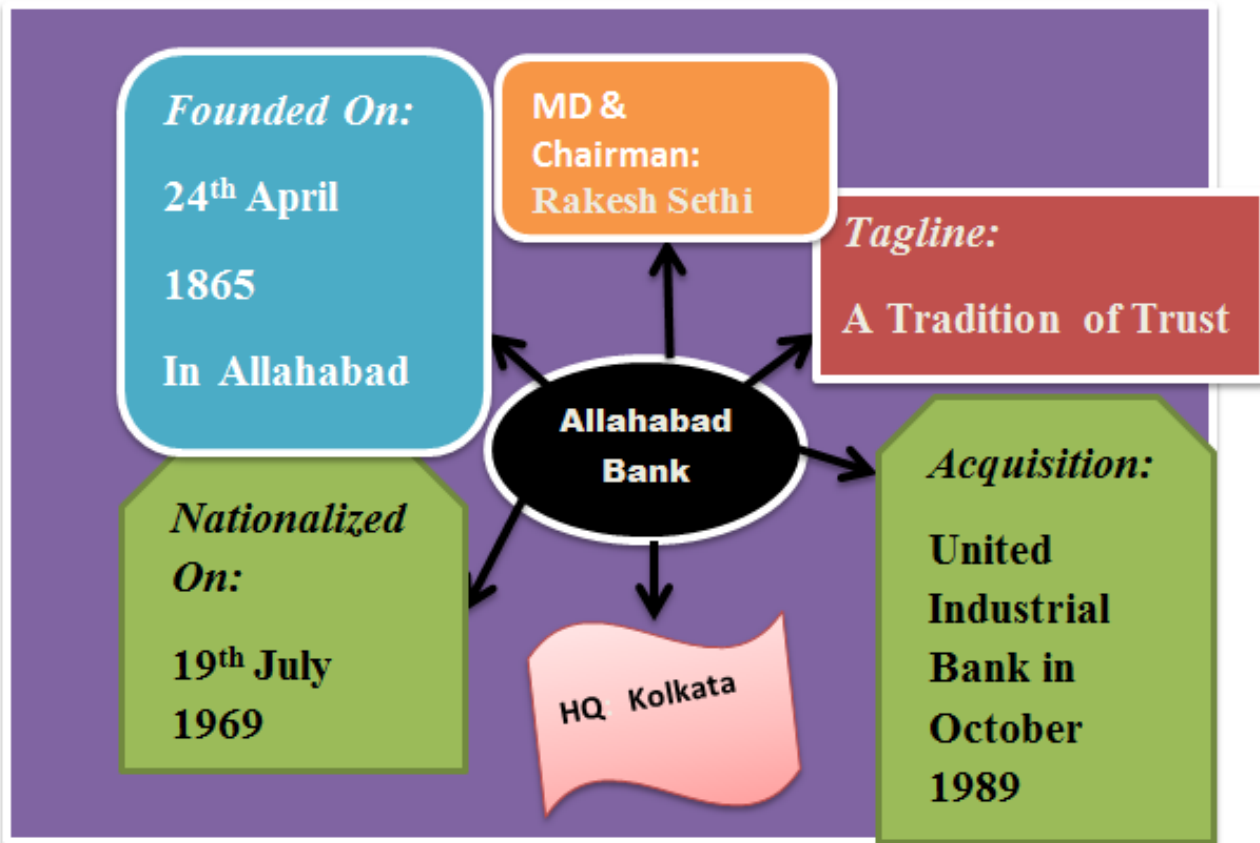 Founded On:
24th April
1865
In Allahabad
MD &
Chairman:
Rakesh Sethi
Tagline:
A Tradition of Trust
Allahabad
Bank
Nationalized
On:
19th July
1969
HQ: Kolkata
Acquisition:
United
Industrial
Bank in
October
1989